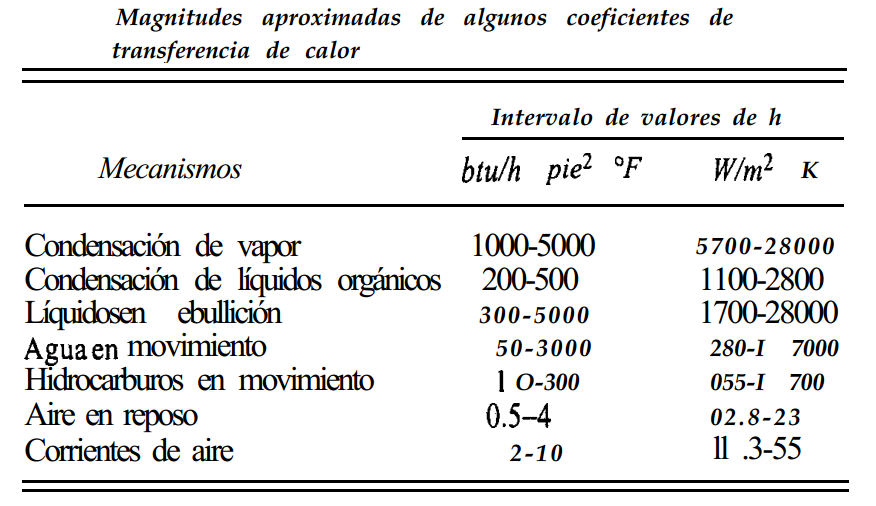 Magnitudes aproximadas de algunos coeficientes de
transferencia de calor
Intervalo de valores de h
Mecanismos btu/h pie² °F W/m² K
Condensación de vapor 1000-5000 5700-28000
Condensación de líquidos orgánicos 200-500 1100-2800
Líquidosen ebullición 300-5000 1700-28000
Agua en movimiento 50-3000 280-I 7000
Hidrocarburos en movimiento l O-300 055-I 700
Aire en reposo 0.5–4 02.8-23
Corrientes de aire 2-10 ll .3-55